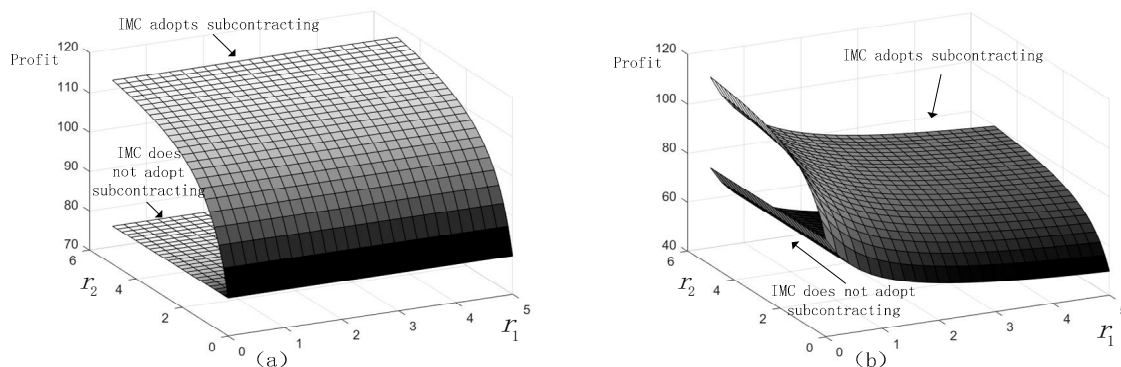 IMC adopts subcontracting
Profit
120
110
100
90
80
70
IMC does
not adopt
subcontracting
6
4
2
0
r2
0
1
2
3
4
5
r1
(a)
Profit
120
100
80
60
40
IMC adopts
subcontracting
IMC does not adopt
subcontracting
6
4
2
0
r2
0
1
2
3
4
5
r1
(b)